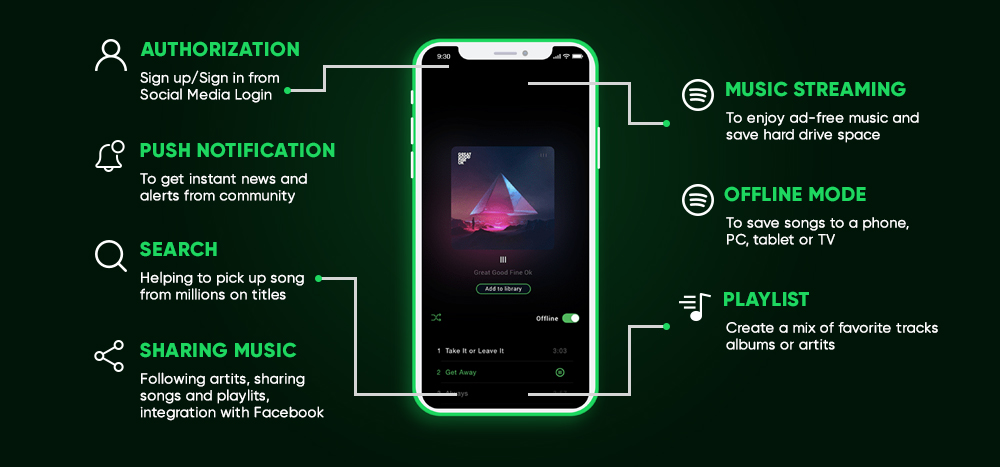 AUTHORIZATION
Sign up/Sign in from
Social Media Login
PUSH NOTIFICATION
To get instant news and
alerts from community
SEARCH
Helping to pick up song
from millions on titles
SHARING MUSIC
Following artits, sharing
songs and playlits,
integration with Facebook
9:30
GREAT
GOOD
FINE
OK
III
Great Good Fine Ok
Add to library
Offline
1 Take It or Leave It 3:03
2 Get Away
MUSIC STREAMING
To enjoy ad-free music and
save hard drive space
OFFLINE MODE
To save songs to a phone,
PC, tablet or TV
PLAYLIST
Create a mix of favorite tracks
albums or artits